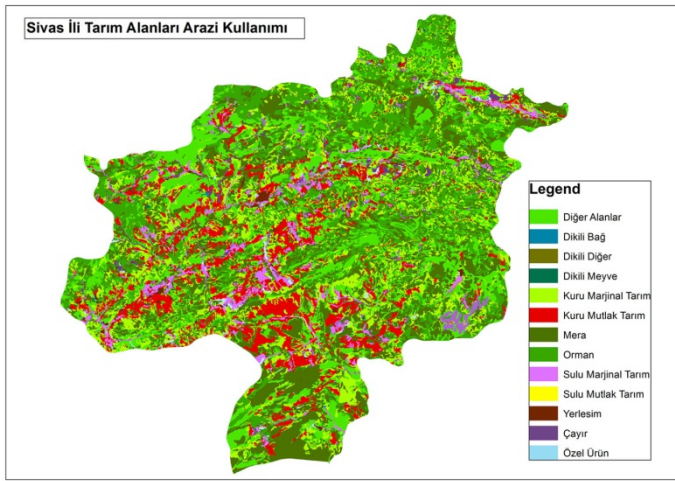 Sivas İli Tarım Alanları Arazi Kullanımı
Legend
Diğer Alanlar
Dikili Bağ
Dikili Diğer
Dikili Meyve
Kuru Marjinal Tarım
Kuru Mutlak Tarım
Mera
Orman
Sulu Marjinal Tarım
Sulu Mutlak Tarım
Yerlesim
Çayır
Özel Ürün